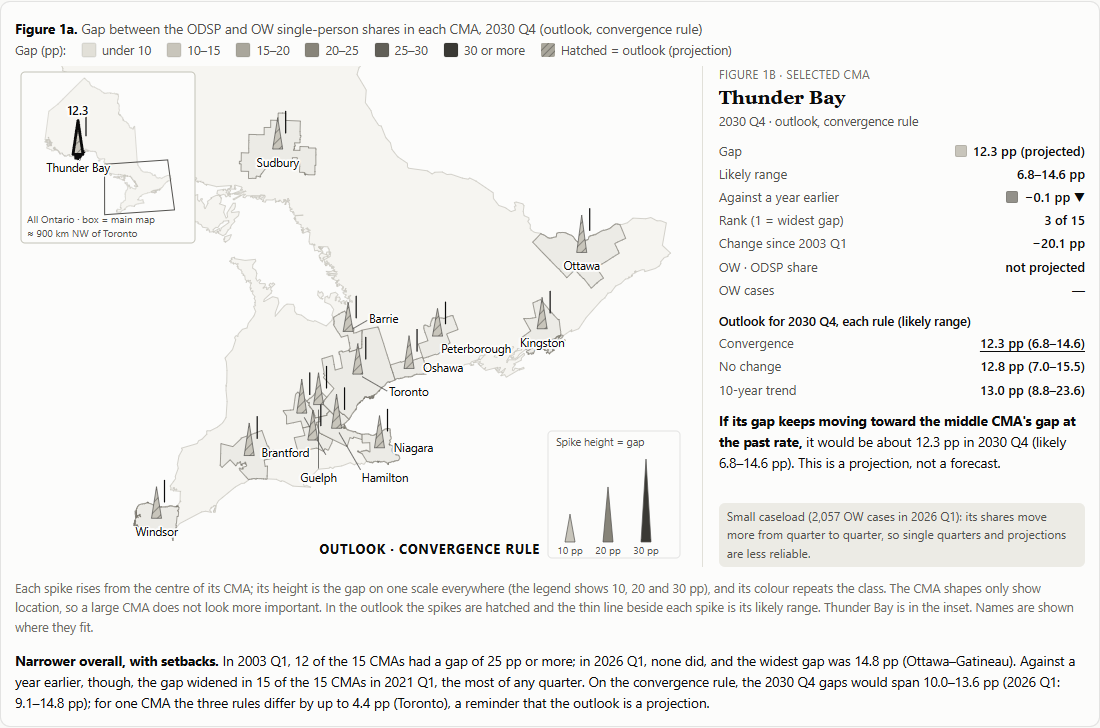 Figure 1a. Gap between the ODSP and OW single-person shares in each CMA, 2030 Q4 (outlook, convergence rule)
Gap (pp): under 10 10–15 15–20 20–25 25–30 30 or more Hatched = outlook (projection)
12.3
Thunder Bay
All Ontario · box = main map
≈ 900 km NW of Toronto
Sudbury
Ottawa
Barrie
Peterborough
Kingston
Oshawa
Toronto
Brantford
Niagara
Guelph
Hamilton
Windsor
Spike height = gap
10 pp 20 pp 30 pp
OUTLOOK · CONVERGENCE RULE
FIGURE 1B · SELECTED CMA
Thunder Bay
2030 Q4 · outlook, convergence rule
Gap 12.3 pp (projected)
Likely range 6.8–14.6 pp
Against a year earlier −0.1 pp ▼
Rank (1 = widest gap) 3 of 15
Change since 2003 Q1 −20.1 pp
OW · ODSP share not projected
OW cases —
Outlook for 2030 Q4, each rule (likely range)
Convergence 12.3 pp (6.8–14.6)
No change 12.8 pp (7.0–15.5)
10-year trend 13.0 pp (8.8–23.6)
If its gap keeps moving toward the middle CMA's gap at
the past rate, it would be about 12.3 pp in 2030 Q4 (likely
6.8–14.6 pp). This is a projection, not a forecast.
Small caseload (2,057 OW cases in 2026 Q1): its shares move
more from quarter to quarter, so single quarters and projections
are less reliable.
Each spike rises from the centre of its CMA; its height is the gap on one scale everywhere (the legend shows 10, 20 and 30 pp), and its colour repeats the class. The CMA shapes only show
location, so a large CMA does not look more important. In the outlook the spikes are hatched and the thin line beside each spike is its likely range. Thunder Bay is in the inset. Names are shown
where they fit.
Narrower overall, with setbacks. In 2003 Q1, 12 of the 15 CMAs had a gap of 25 pp or more; in 2026 Q1, none did, and the widest gap was 14.8 pp (Ottawa–Gatineau). Against a
year earlier, though, the gap widened in 15 of the 15 CMAs in 2021 Q1, the most of any quarter. On the convergence rule, the 2030 Q4 gaps would span 10.0–13.6 pp (2026 Q1:
9.1–14.8 pp); for one CMA the three rules differ by up to 4.4 pp (Toronto), a reminder that the outlook is a projection.